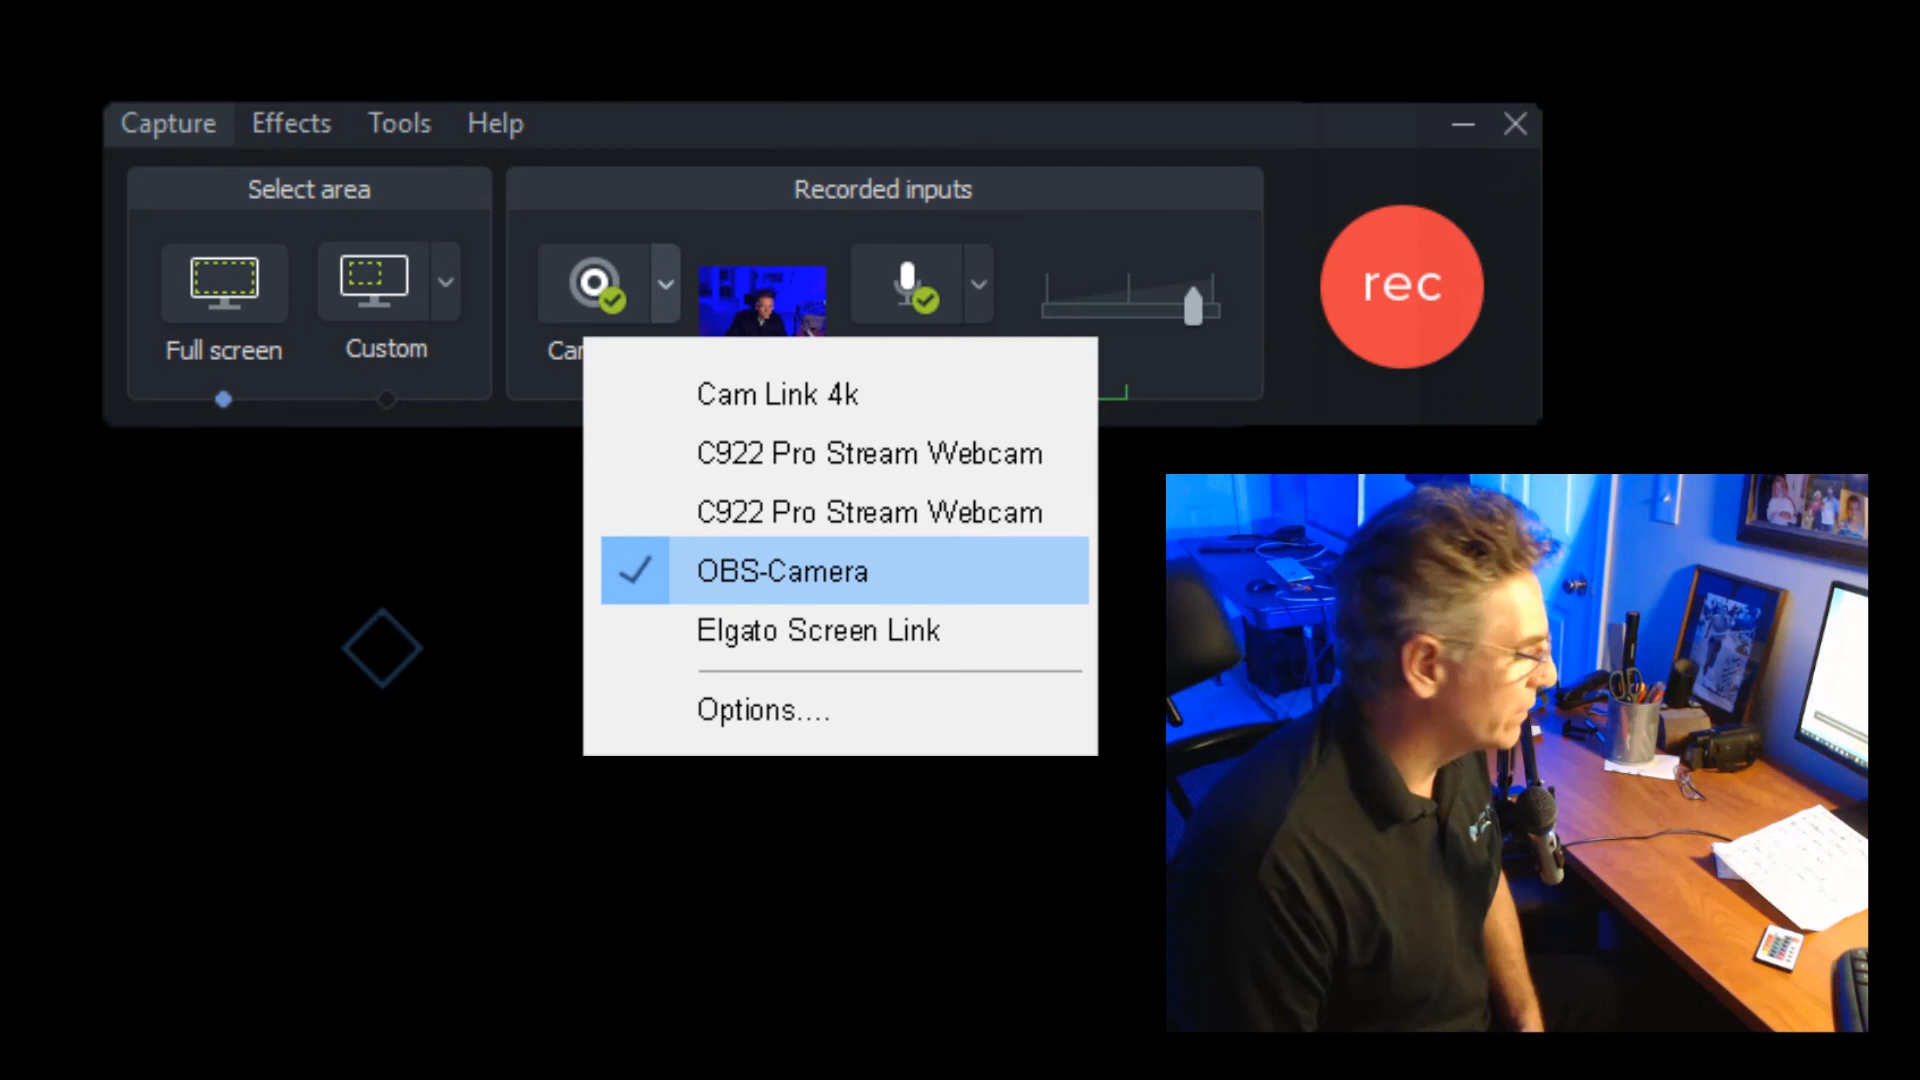 Capture Effects Tools Help
Select area
Recorded inputs
Full screen
Custom
rec
Cam Link 4k
C922 Pro Stream Webcam
C922 Pro Stream Webcam
OBS-Camera
Elgato Screen Link
Options....